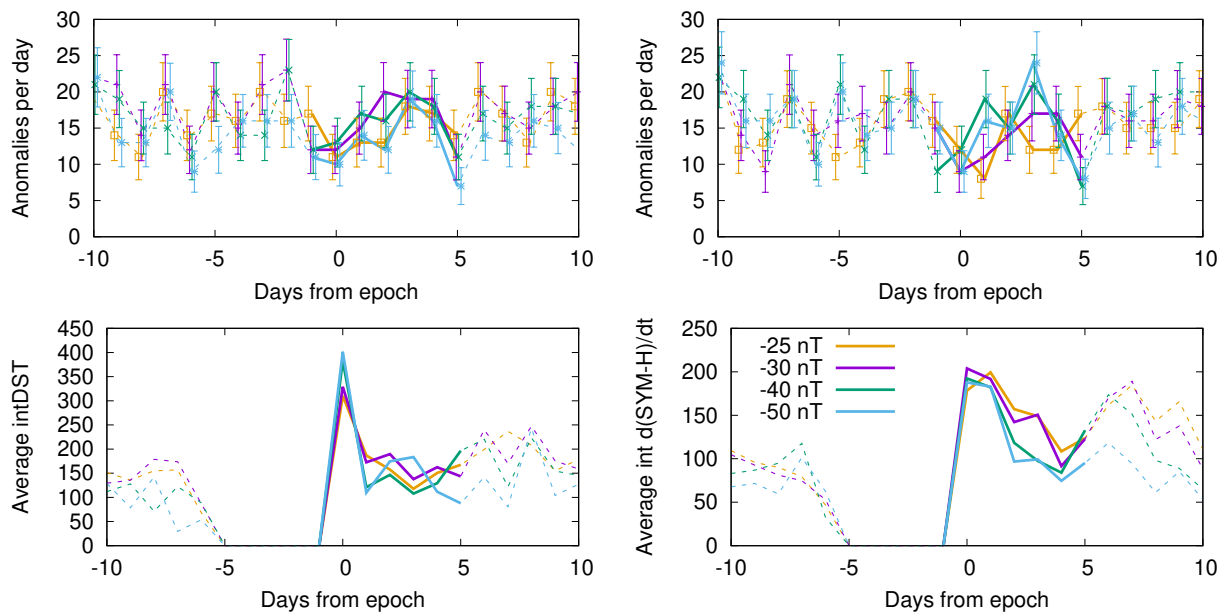 30
25
20
15
10
5
0
Anomalies per day
-10 -5 0 5 10
Days from epoch
30
25
20
15
10
5
0
Anomalies per day
-10 -5 0 5 10
Days from epoch
450
400
350
300
250
200
150
100
50
0
Average intDST
-10 -5 0 5 10
Days from epoch
250
200
150
100
50
0
Average int d(SYM-H)/dt
-25 nT
-30 nT
-40 nT
-50 nT
-10 -5 0 5 10
Days from epoch